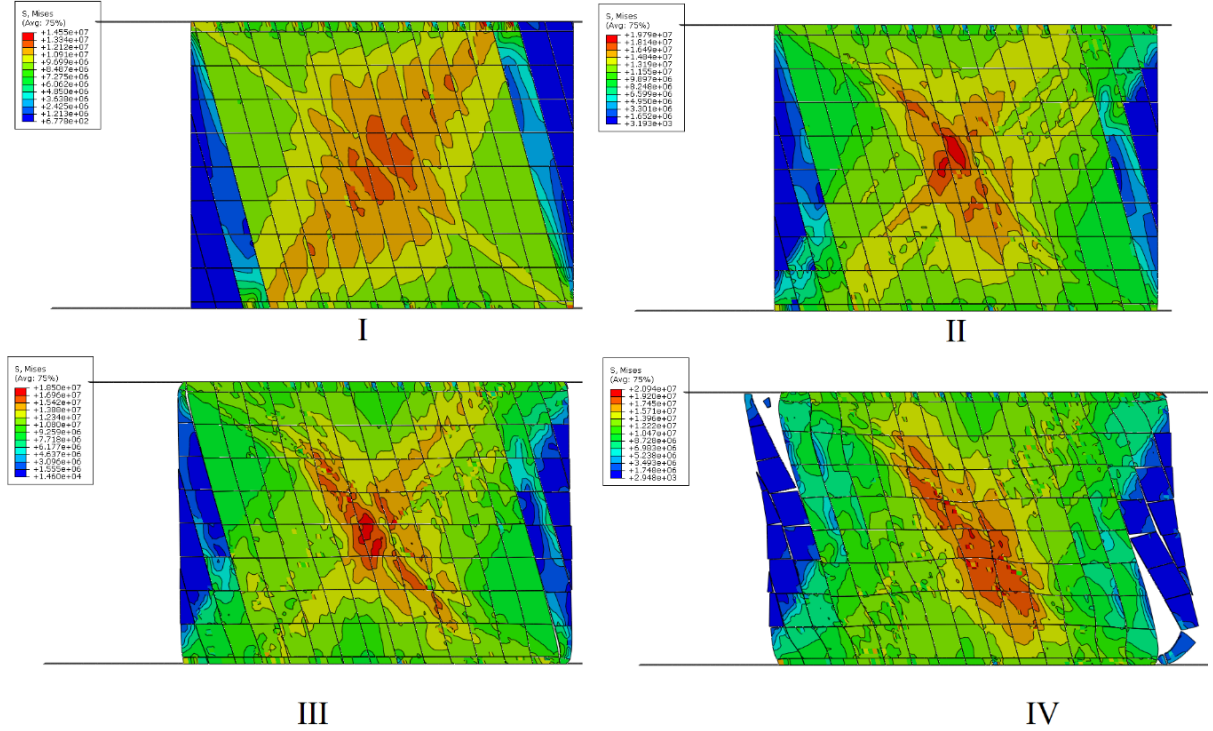 S, Mises
(Avg: 75%)
+1.455e+07
+1.334e+07
+1.212e+07
+1.091e+07
+9.699e+06
+8.487e+06
+7.275e+06
+6.062e+06
+4.850e+06
+3.638e+06
+2.425e+06
+1.213e+06
+6.778e+02
I
S, Mises
(Avg: 75%)
+1.979e+07
+1.814e+07
+1.649e+07
+1.484e+07
+1.319e+07
+1.155e+07
+9.897e+06
+8.248e+06
+6.599e+06
+4.950e+06
+3.301e+06
+1.652e+06
+3.193e+03
II
S, Mises
(Avg: 75%)
+1.850e+07
+1.696e+07
+1.542e+07
+1.388e+07
+1.234e+07
+1.080e+07
+9.259e+06
+7.718e+06
+6.177e+06
+4.637e+06
+3.096e+06
+1.555e+06
+1.460e+04
III
S, Mises
(Avg: 75%)
+2.094e+07
+1.920e+07
+1.745e+07
+1.571e+07
+1.396e+07
+1.222e+07
+1.047e+07
+8.728e+06
+6.983e+06
+5.238e+06
+3.493e+06
+1.748e+06
+2.948e+03
IV